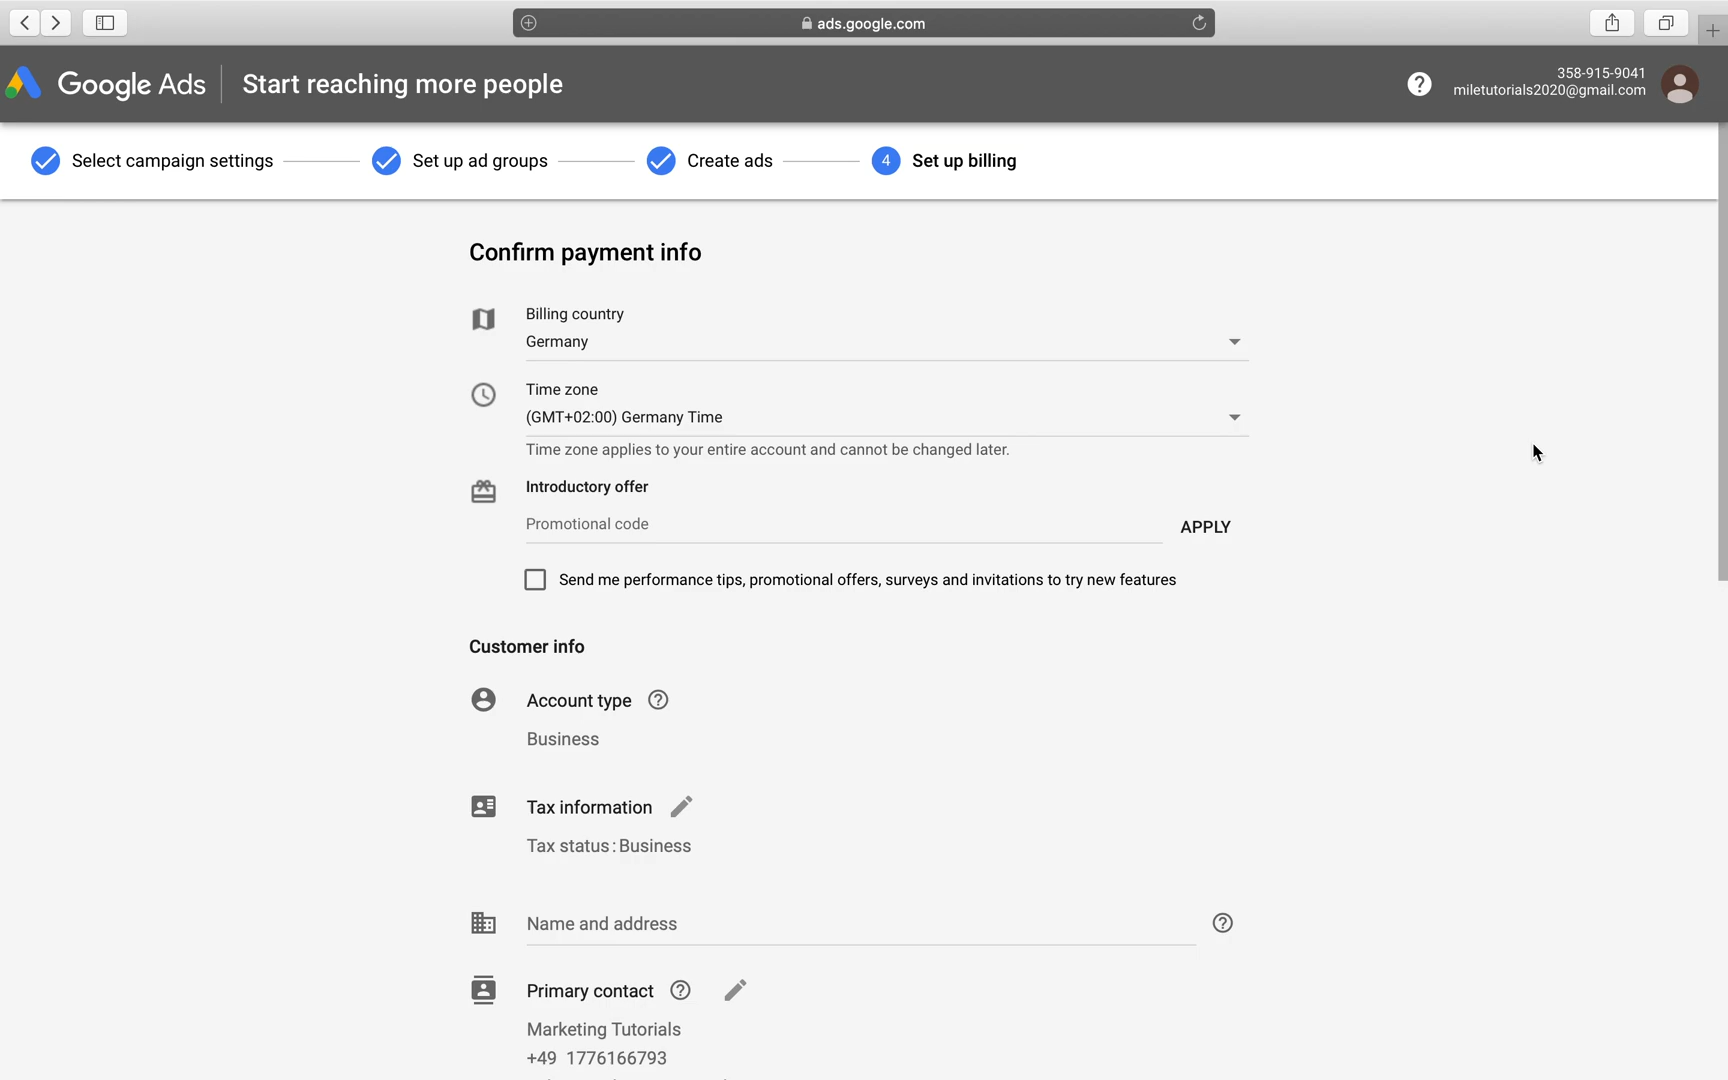 ads.google.com
Google Ads
Start reaching more people
358-915-9041
miletutorials2020@gmail.com
Select campaign settings
Set up ad groups
Create ads
4 Set up billing
Confirm payment info
Billing country
Germany
Time zone
(GMT+02:00) Germany Time
Time zone applies to your entire account and cannot be changed later.
Introductory offer
Promotional code
APPLY
Send me performance tips, promotional offers, surveys and invitations to try new features
Customer info
Account type
Business
Tax information
Tax status: Business
Name and address
Primary contact
Marketing Tutorials
+49 1776166793